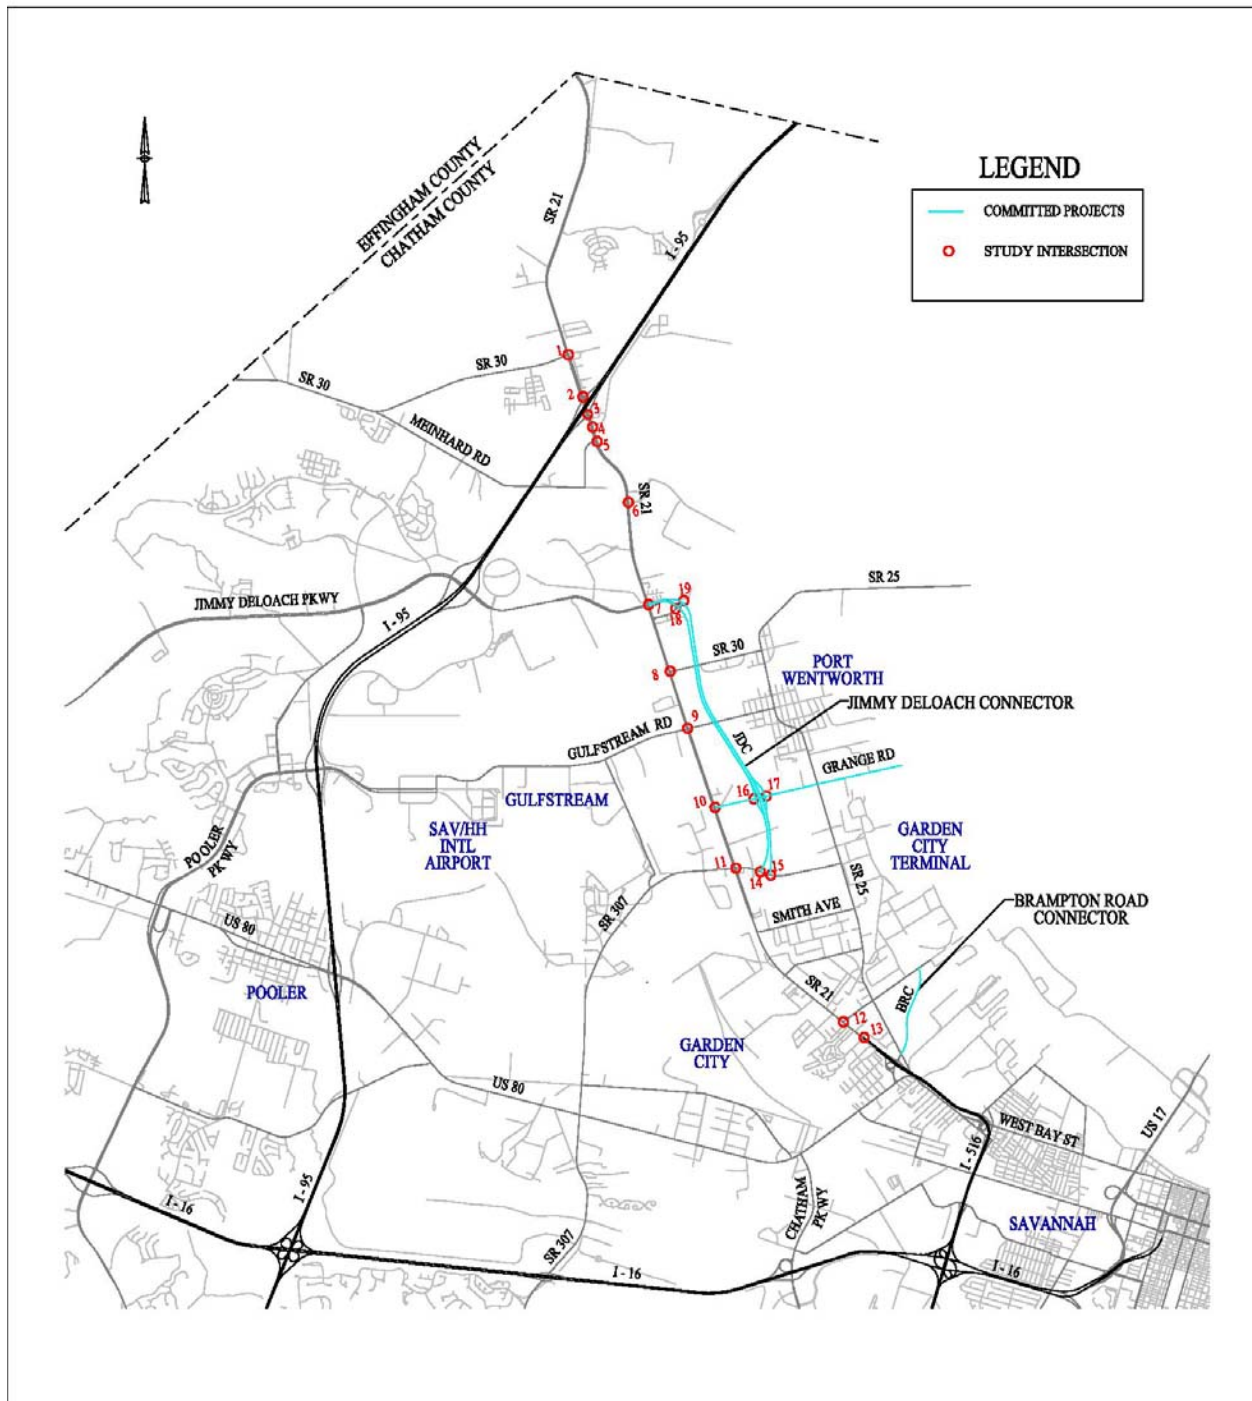 LEGEND
COMMITTED PROJECTS
STUDY INTERSECTION
EFFINGHAM COUNTY
CHATHAM COUNTY
SR 21
I - 95
1
SR 30
SR 30
2
3
4
5
MEINHARD RD
SR 21
6
SR 25
JIMMY DELOACH PKWY
I - 95
7
19
18
SR 30
8
PORT
WENTWORTH
JIMMY DELOACH CONNECTOR
9
GULFSTREAM RD
JDC
GRANGE RD
10
16
17
GULFSTREAM
SAV/HH
INTL
AIRPORT
POOLER
PKWY
GARDEN
CITY
TERMINAL
11
14
15
SR 25
SMITH AVE
BRAMPTON ROAD
CONNECTOR
US 80
SR 307
POOLER
SR 21
BRC
12
13
GARDEN
CITY
US 80
WEST BAY ST
US 17
I - 516
I - 95
I - 16
CHATHAM
PKWY
SAVANNAH
SR 307
I - 16
I - 16